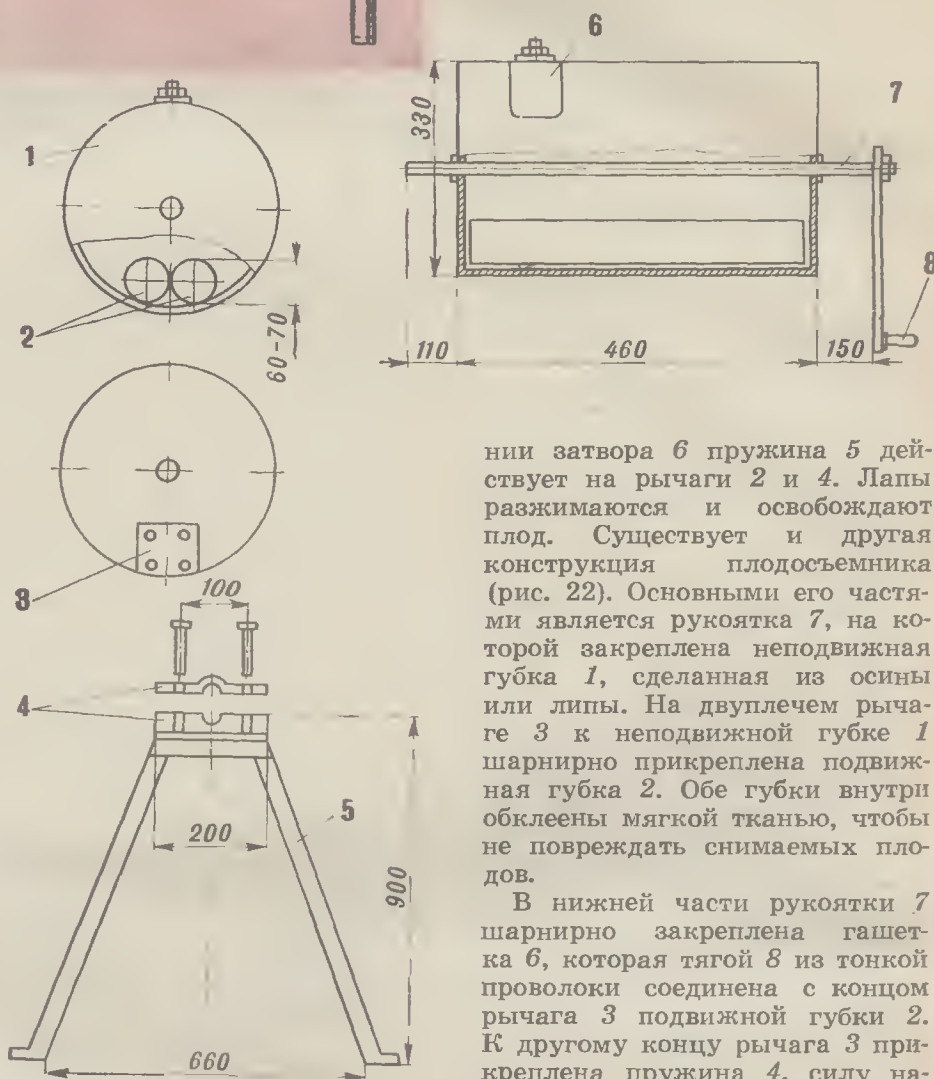 6
7
330
1
8
2
60-70
110
460
150
3
100
4
200
5
900
660
нии затвора 6 пружина 5 дей-
ствует на рычаги 2 и 4. Лапы
разжимаются и освобождают
плод. Существует и другая
конструкция плодосъемника
(рис. 22). Основными его частя-
ми является рукоятка 7, на ко-
торой закреплена неподвижная
губка 1, сделанная из осины
или липы. На двуплечем рыча-
ге 3 к неподвижной губке 1
шарнирно прикреплена подвиж-
ная губка 2. Обе губки внутри
обклеены мягкой тканью, чтобы
не повреждать снимаемых пло-
дов.
В нижней части рукоятки 7
шарнирно закреплена гашет-
ка 6, которая тягой 8 из тонкой
проволоки соединена с концом
рычага 3 подвижной губки 2.
К другому концу рычага 3 при-
креплена пружина 4, силу на-